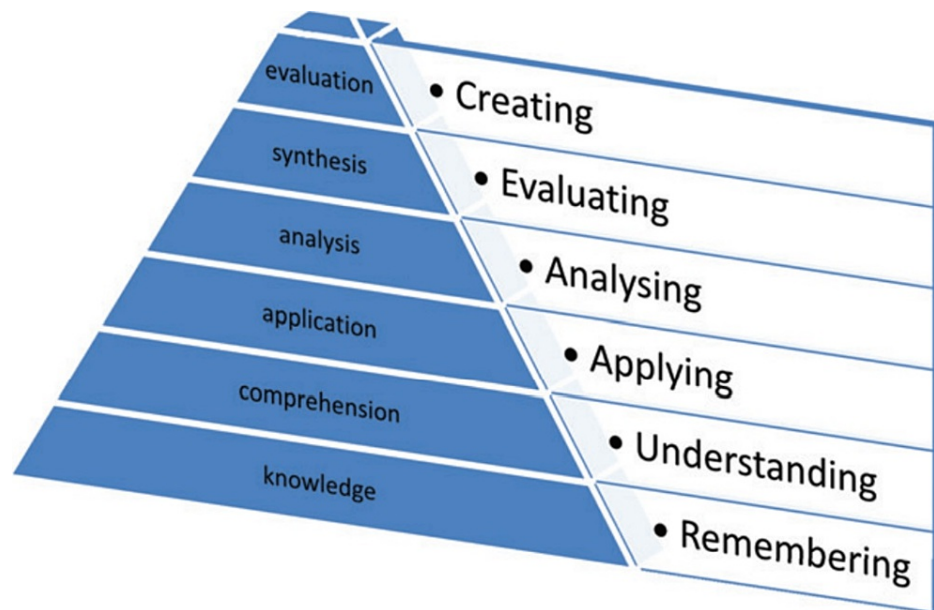 evaluation
• Creating
synthesis
• Evaluating
analysis
• Analysing
application
• Applying
comprehension
• Understanding
knowledge
• Remembering